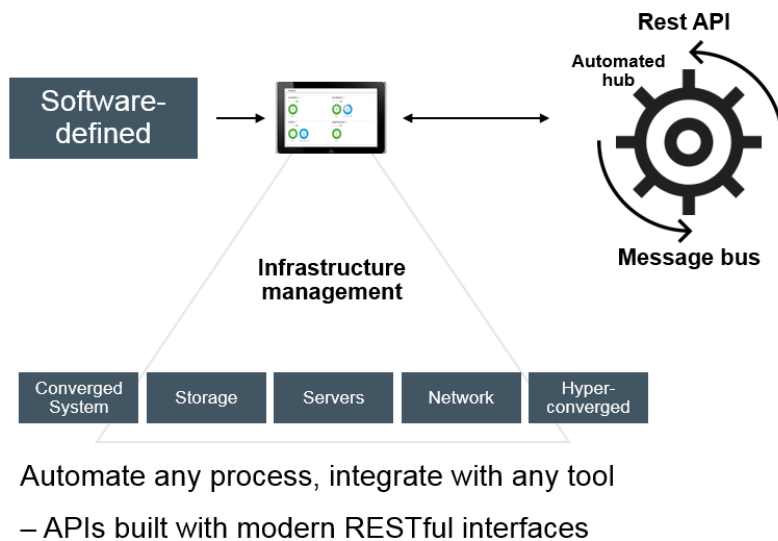 Rest API
Automated
hub
Software-
defined
Message bus
Infrastructure
management
Converged
System
Storage
Servers
Network
Hyper-
converged
Automate any process, integrate with any tool
– APIs built with modern RESTful interfaces